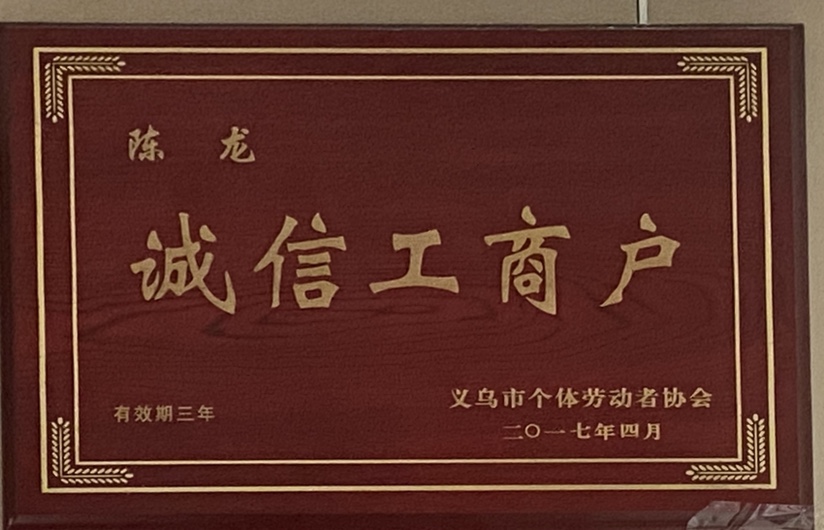 陈 龙
诚信工商户
有效期三年
义乌市个体劳动者协会
二〇一七年四月